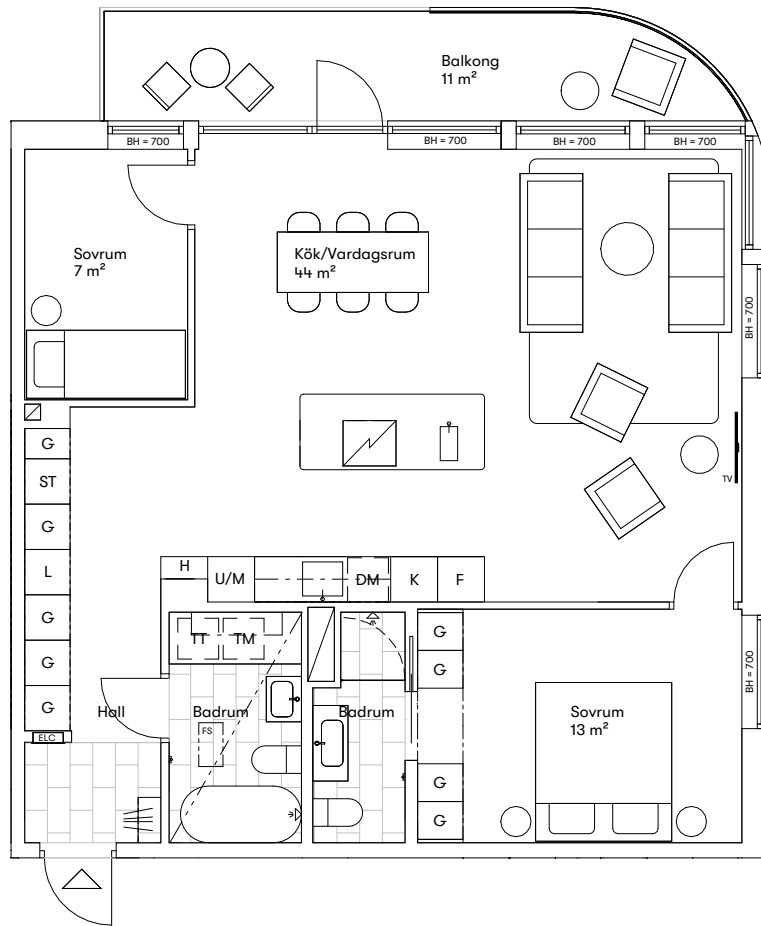 Balkong
11 m²
BH = 700
BH = 700
BH = 700
BH = 700
Sovrum
7 m²
Kök/Vardagsrum
44 m²
BH = 700
G
ST
G
L
G
G
G
TV
H
U/M
DM
K
F
TT
TM
G
G
BH = 700
Hall
Badrum
Badrum
Sovrum
13 m²
FS
ELC
G
G